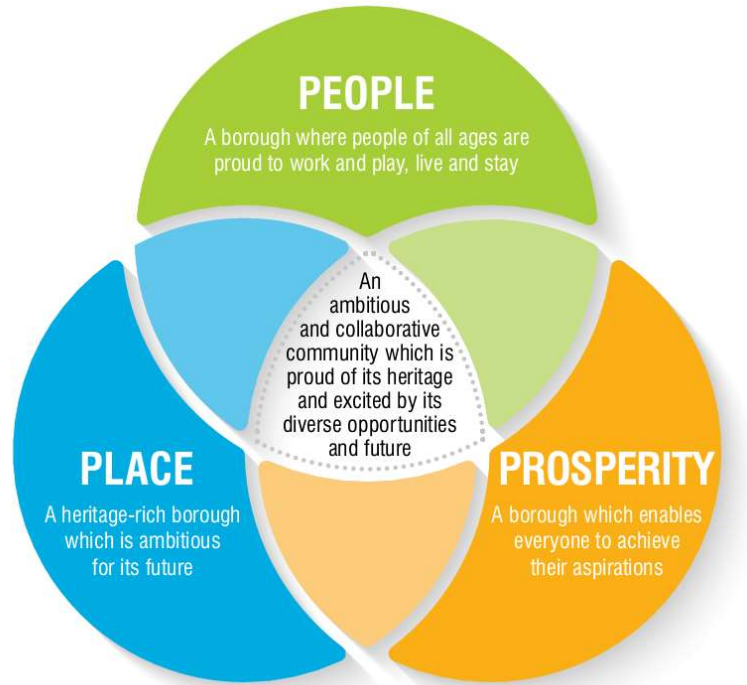 PEOPLE
A borough where people of all ages are
proud to work and play, live and stay
An
ambitious
and collaborative
community which is
proud of its heritage
and excited by its
diverse opportunities
and future
PLACE
A heritage-rich borough
which is ambitious
for its future
PROSPERITY
A borough which enables
everyone to achieve
their aspirations